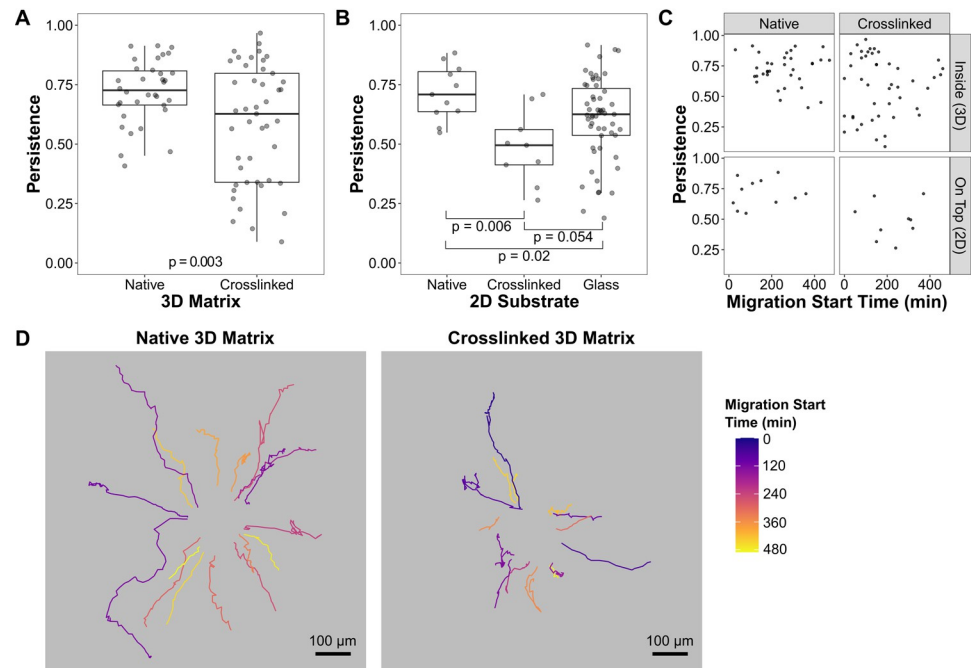 A
1.00
0.75
0.50
0.25
0.00
Persistence
p = 0.003
Native
Crosslinked
3D Matrix
B
1.00
0.75
0.50
0.25
0.00
Persistence
p = 0.006
p = 0.054
p = 0.02
Native
Crosslinked
Glass
2D Substrate
C
Native
Crosslinked
1.00
0.75
0.50
0.25
Inside (3D)
Persistence
1.00
0.75
0.50
0.25
On Top (2D)
0
200
400
0
200
400
Migration Start Time (min)
D
Native 3D Matrix
Crosslinked 3D Matrix
100 µm
100 µm
Migration Start
Time (min)
0
120
240
360
480